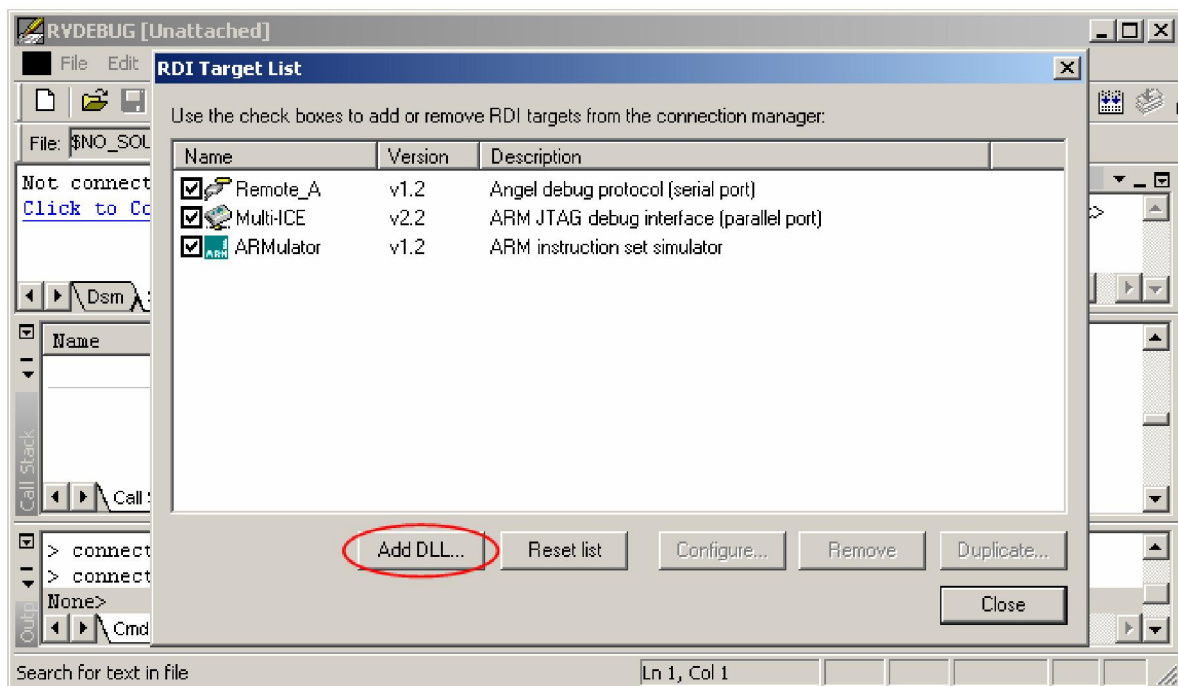 RVDEBUG [Unattached]
File Edit
RDI Target List
Use the check boxes to add or remove RDI targets from the connection manager:
File: $NO_SOU
Name Version Description
Remote_A v1.2 Angel debug protocol (serial port)
Multi-ICE v2.2 ARM JTAG debug interface (parallel port)
ARM ARMulator v1.2 ARM instruction set simulator
Not connect
Click to Co
Dsm
Name
Call Stack
Call S
Add DLL... Reset list Configure... Remove Duplicate...
Close
> connect
> connect
None>
Outp
Cmd
Search for text in file
Ln 1, Col 1